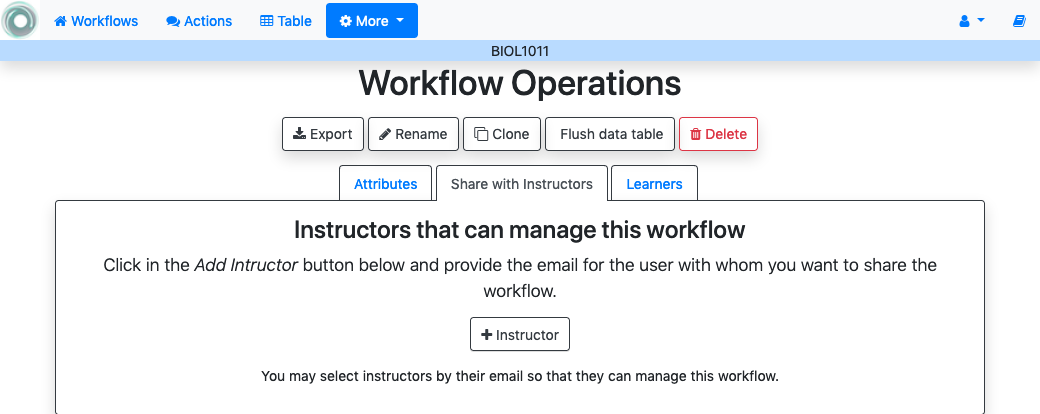 Workflows Actions Table More
BIOL1011
Workflow Operations
Export Rename Clone Flush data table Delete
Attributes Share with Instructors Learners
Instructors that can manage this workflow
Click in the Add Intructor button below and provide the email for the user with whom you want to share the
workflow.
Instructor
You may select instructors by their email so that they can manage this workflow.